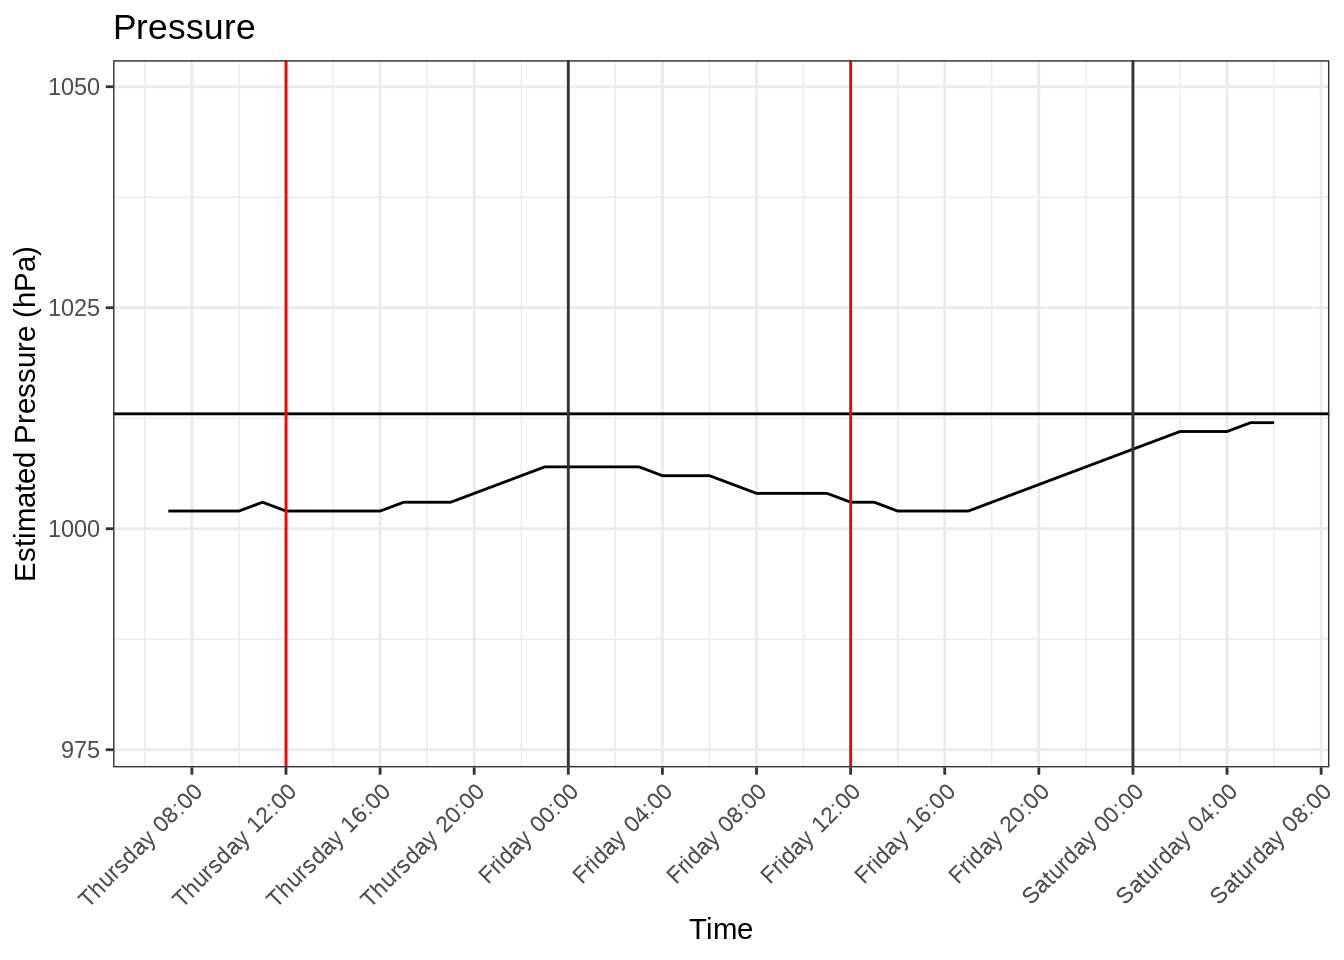 Pressure
Estimated Pressure (hPa)
1050
1025
1000
975
Thursday 08:00
Thursday 12:00
Thursday 16:00
Thursday 20:00
Friday 00:00
Friday 04:00
Friday 08:00
Friday 12:00
Friday 16:00
Friday 20:00
Saturday 00:00
Saturday 04:00
Saturday 08:00
Time